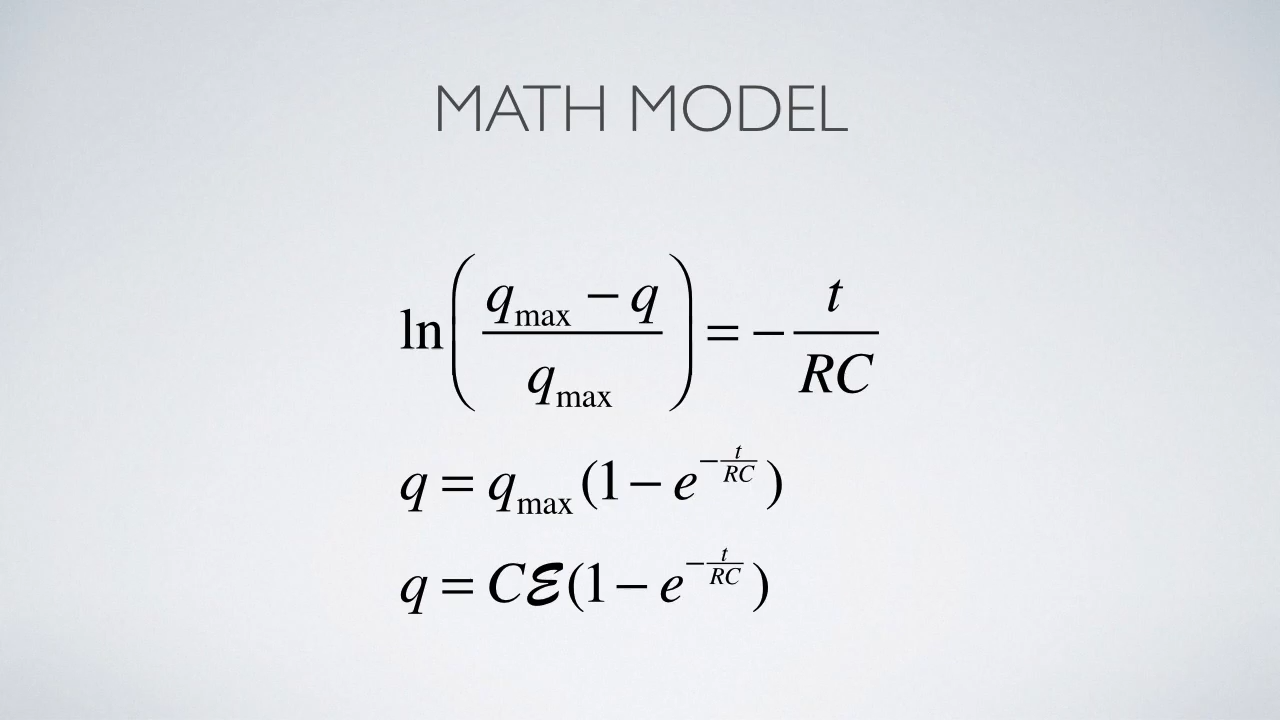 MATH MODEL
ln( (q_max − q) / q_max ) = − t / RC
q = q_max (1 − e^(−t/RC))
q = Cℰ(1 − e^(−t/RC))